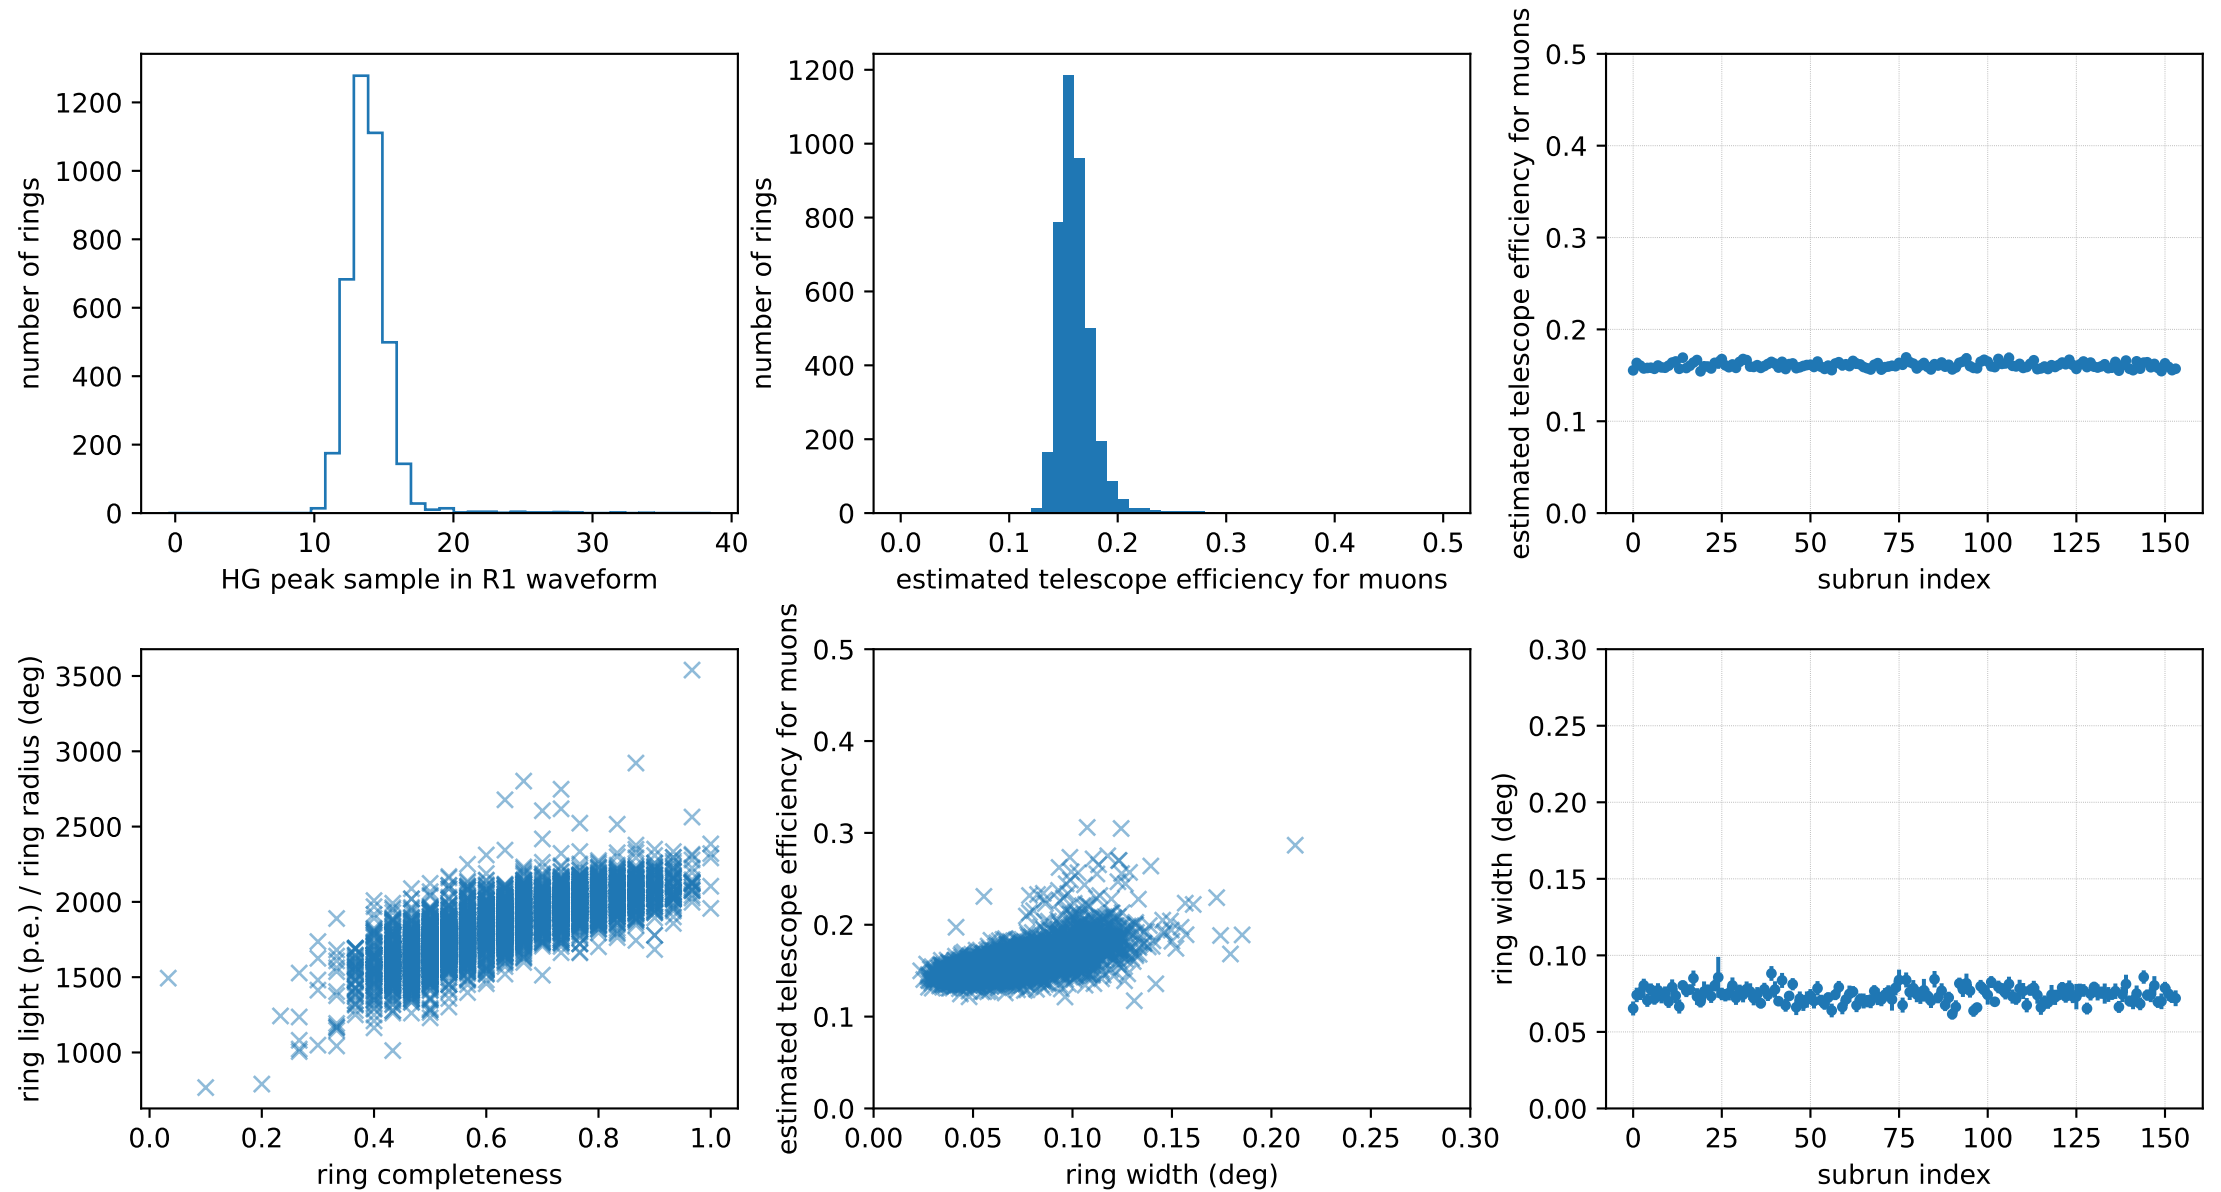 1200
1000
800
600
400
200
0
number of rings
0 10 20 30 40
HG peak sample in R1 waveform
1200
1000
800
600
400
200
0
number of rings
0.0 0.1 0.2 0.3 0.4 0.5
estimated telescope efficiency for muons
0.5
0.4
0.3
0.2
0.1
0.0
estimated telescope efficiency for muons
0 25 50 75 100 125 150
subrun index
3500
3000
2500
2000
1500
1000
ring light (p.e.) / ring radius (deg)
0.0 0.2 0.4 0.6 0.8 1.0
ring completeness
0.5
0.4
0.3
0.2
0.1
0.0
estimated telescope efficiency for muons
0.00 0.05 0.10 0.15 0.20 0.25 0.30
ring width (deg)
0.30
0.25
0.20
0.15
0.10
0.05
0.00
ring width (deg)
0 25 50 75 100 125 150
subrun index